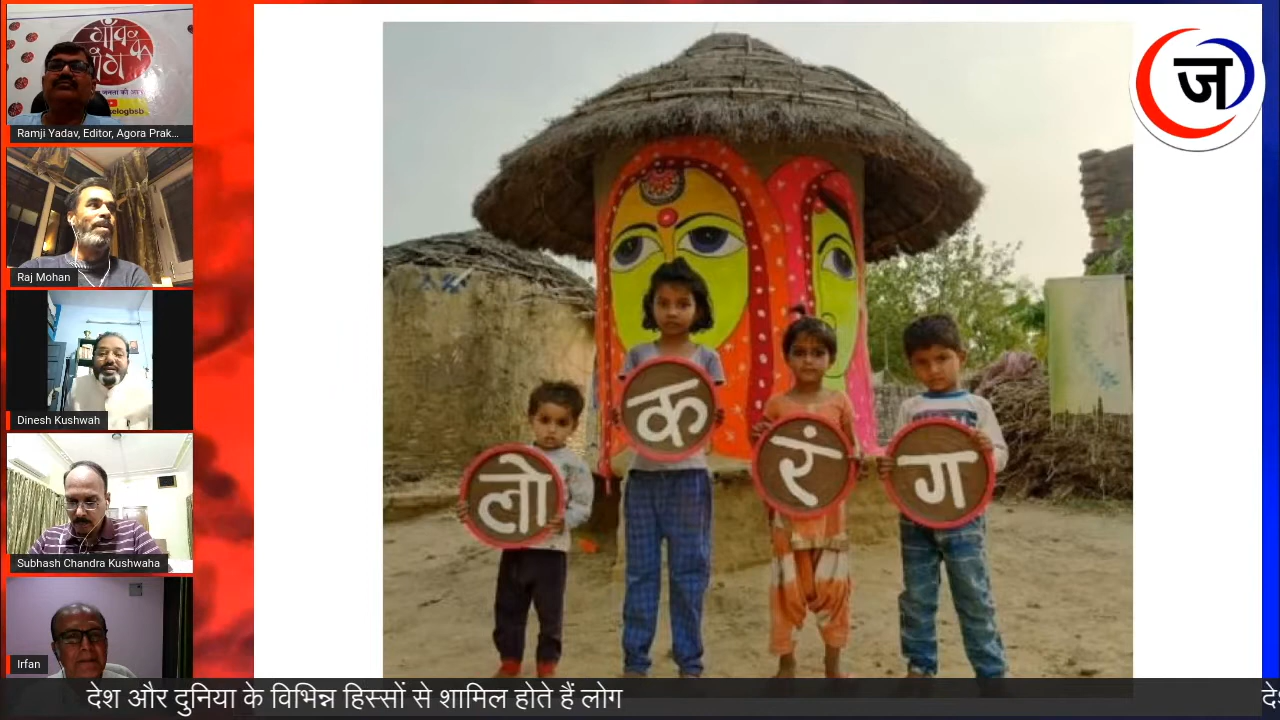 गाँव के
लोग
Ramji Yadav, Editor, Agora Prak...
Raj Mohan
Dinesh Kushwah
Subhash Chandra Kushwaha
Irfan
ज
लो क रं ग
देश और दुनिया के विभिन्न हिस्सों से शामिल होते हैं लोग